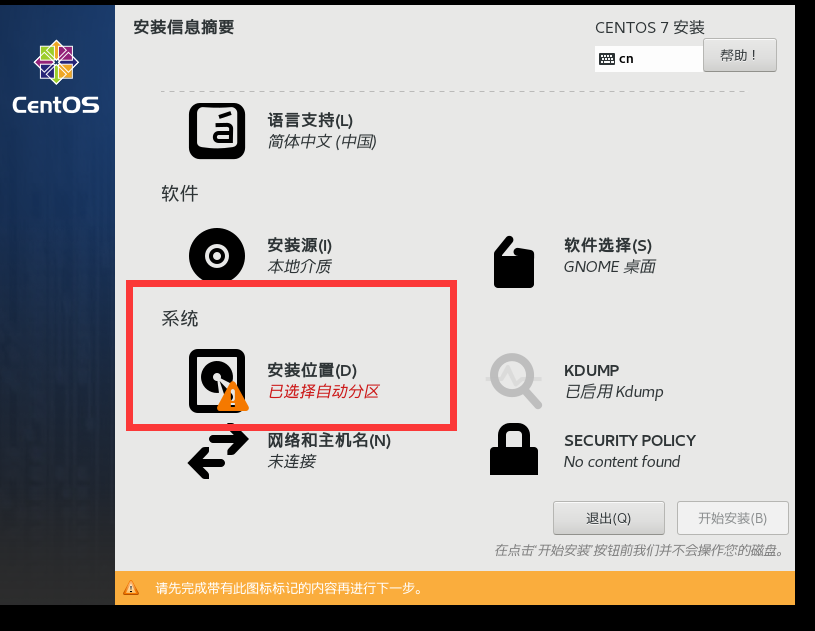 安装信息摘要
CENTOS 7 安装
cn
帮助！
CentOS
á
语言支持(L)
简体中文 (中国)
软件
安装源(I)
本地介质
软件选择(S)
GNOME 桌面
系统
安装位置(D)
已选择自动分区
KDUMP
已启用 Kdump
网络和主机名(N)
未连接
SECURITY POLICY
No content found
退出(Q)
开始安装(B)
在点击'开始安装'按钮前我们并不会操作您的磁盘。
请先完成带有此图标标记的内容再进行下一步。